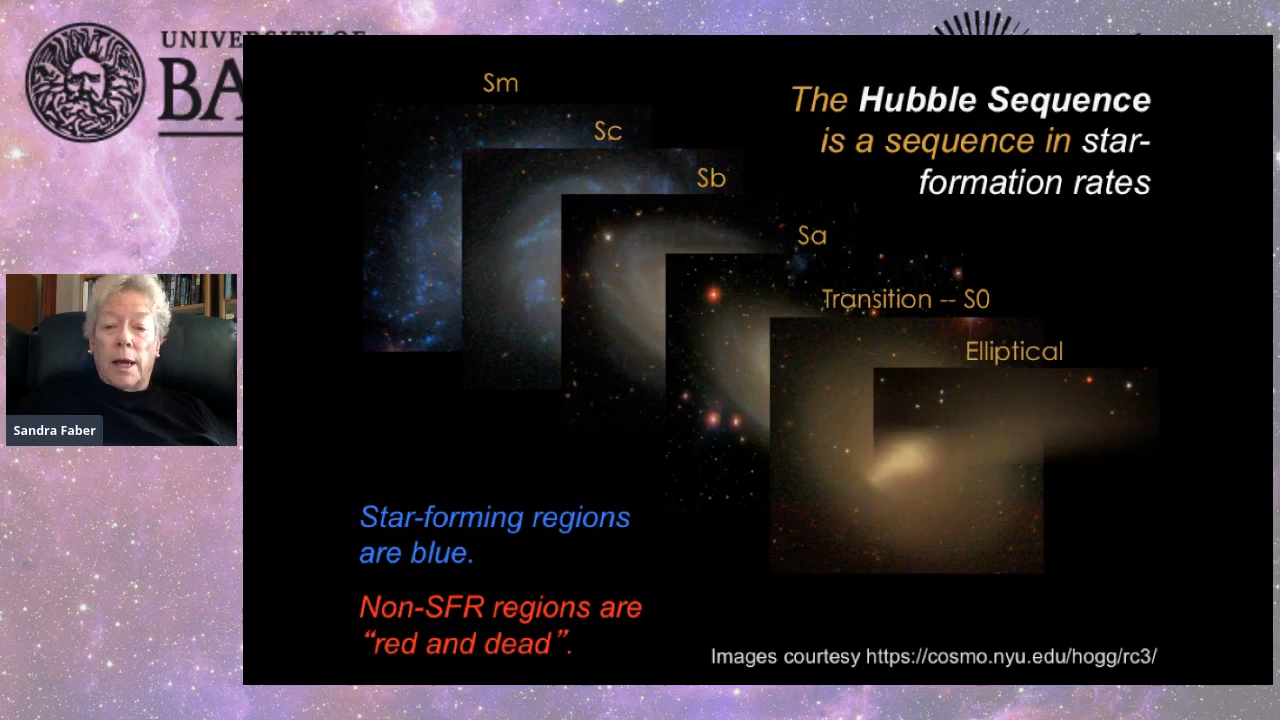 UNIVERSITY OF
BA
Sm
Sc
Sb
Sa
Transition -- S0
Elliptical
The Hubble Sequence
is a sequence in star-
formation rates
Sandra Faber
Star-forming regions
are blue.
Non-SFR regions are
“red and dead”.
Images courtesy https://cosmo.nyu.edu/hogg/rc3/